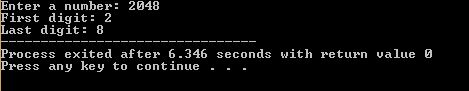 Enter a number: 2048
First digit: 2
Last digit: 8
--------------------------------
Process exited after 6.346 seconds with return value 0
Press any key to continue . . .